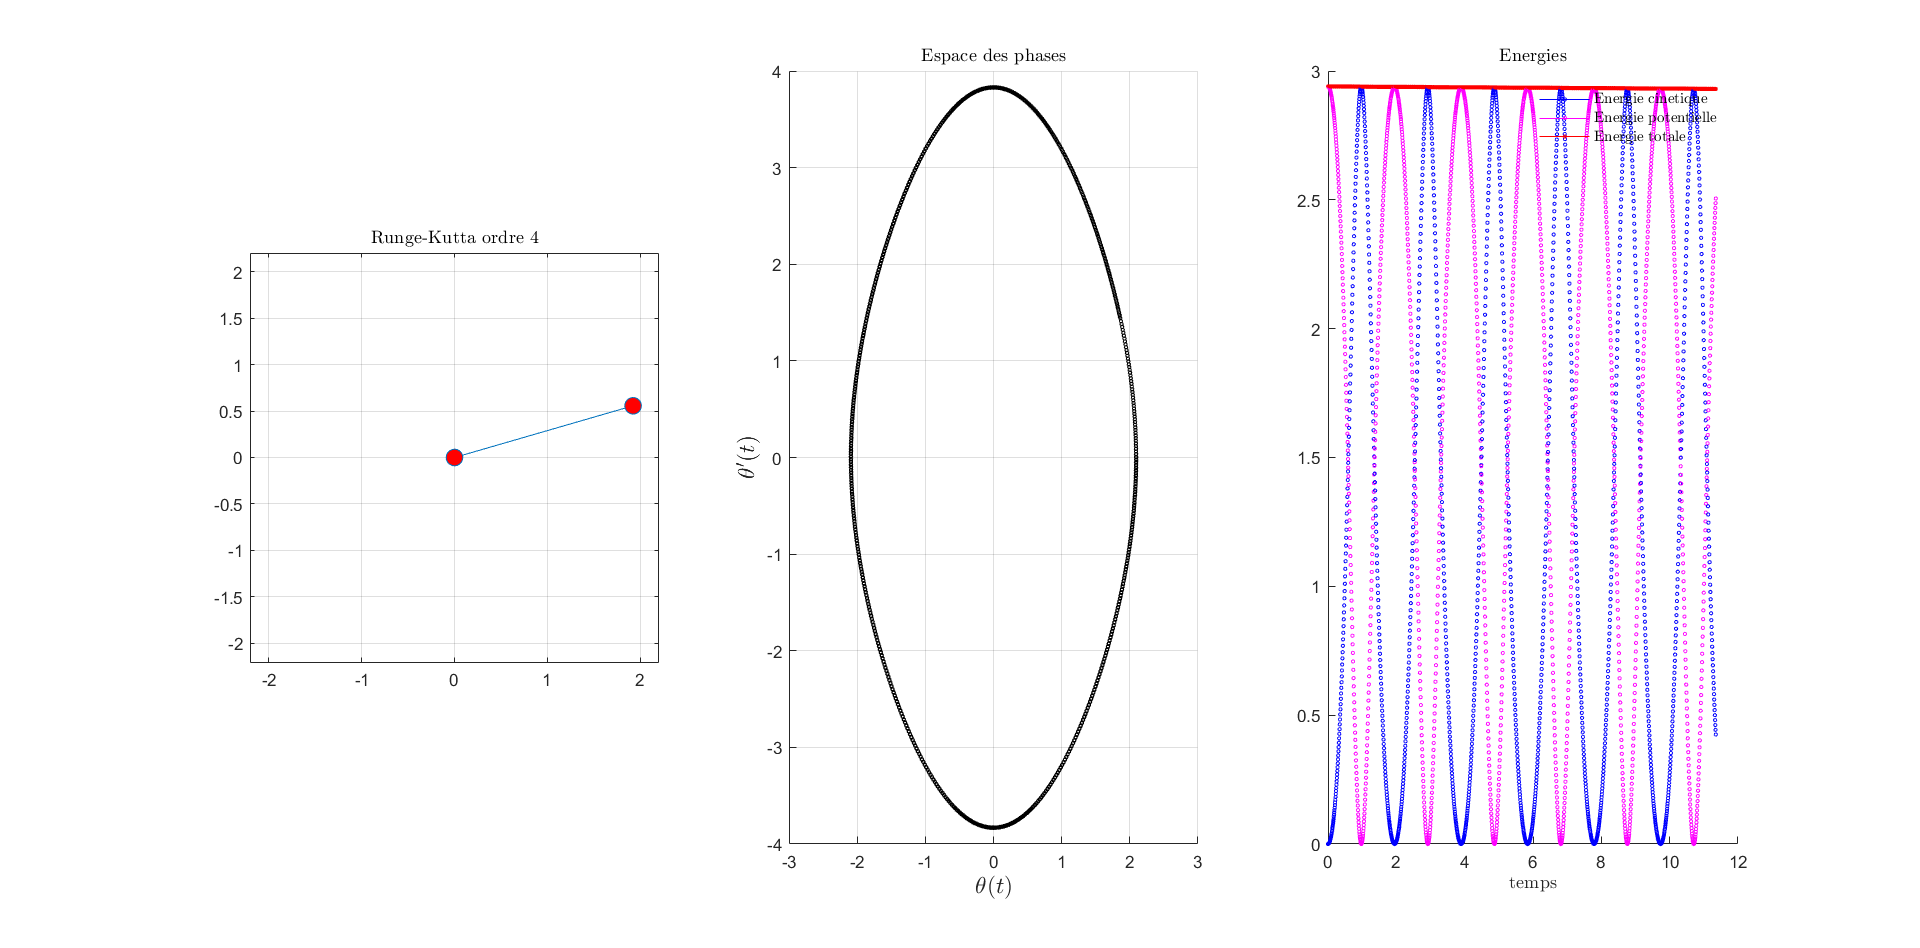 Runge-Kutta ordre 4
2
1.5
1
0.5
0
-0.5
-1
-1.5
-2
-2 -1 0 1 2
Espace des phases
4
3
2
1
0
-1
-2
-3
-4
θ′(t)
-3 -2 -1 0 1 2 3
θ(t)
Energies
3
2.5
2
1.5
1
0.5
0
Energie cinetique
Energie potentielle
Energie totale
0 2 4 6 8 10 12
temps